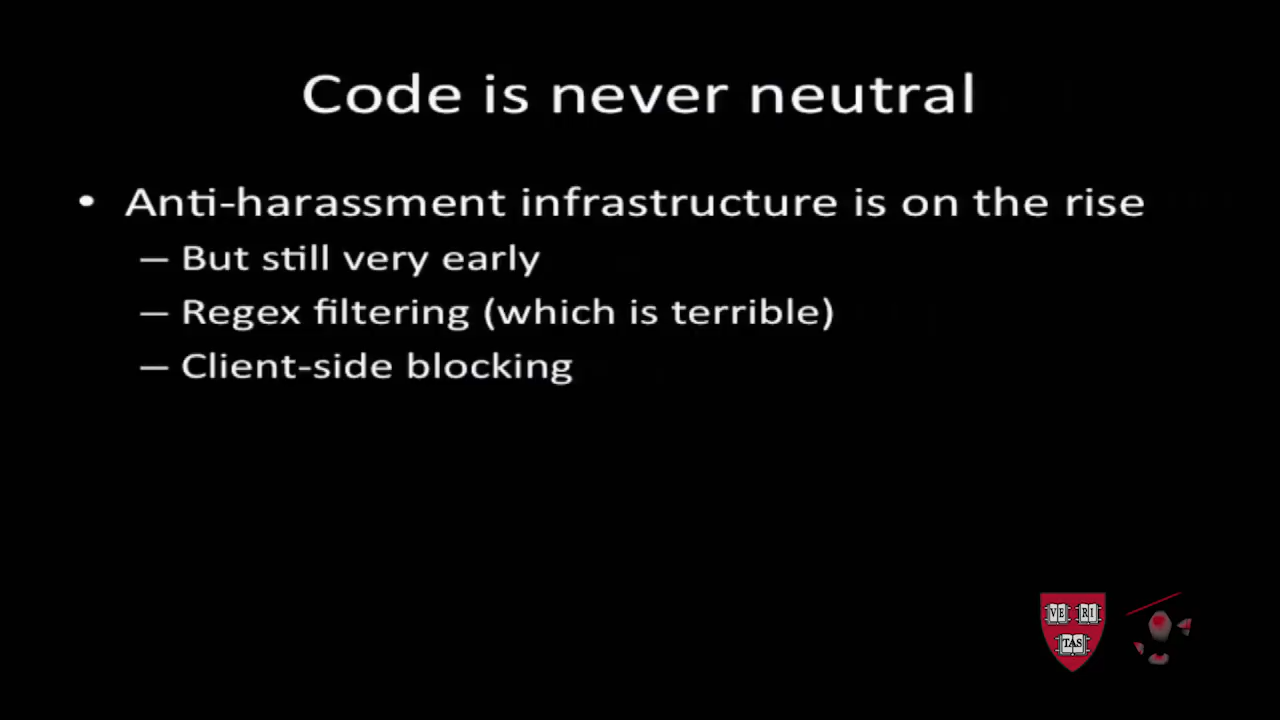 Code is never neutral
• Anti-harassment infrastructure is on the rise
– But still very early
– Regex filtering (which is terrible)
– Client-side blocking
VE RI
TAS